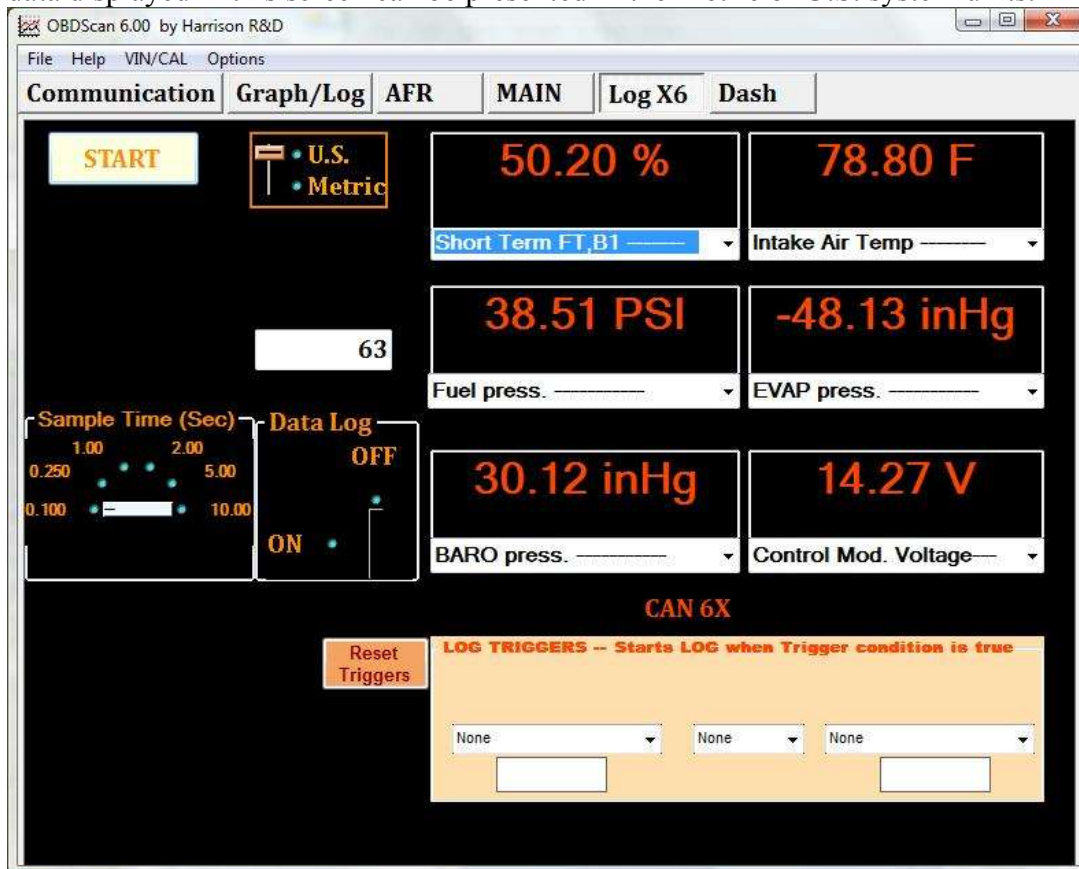 OBDScan 6.00 by Harrison R&D
File Help VIN/CAL Options
Communication Graph/Log AFR MAIN Log X6 Dash
START
U.S.
Metric
50.20 %
78.80 F
Short Term FT,B1 --------
Intake Air Temp --------
38.51 PSI
-48.13 inHg
63
Fuel press. -----------
EVAP press. -----------
Sample Time (Sec)
1.00 2.00
0.250 5.00
0.100 10.00
Data Log
OFF
ON
30.12 inHg
14.27 V
BARO press. -----------
Control Mod. Voltage---
CAN 6X
Reset
Triggers
LOG TRIGGERS -- Starts LOG when Trigger condition is true
None None None